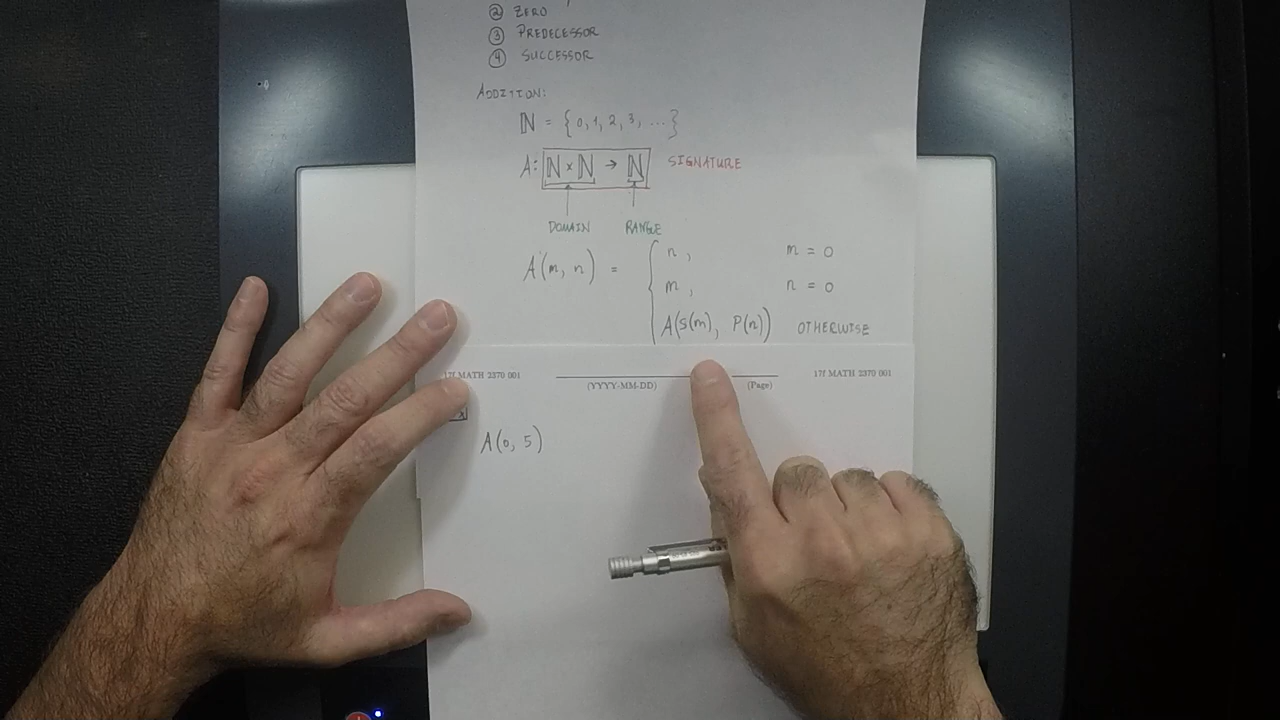 ② ZERO
③ PREDECESSOR
④ SUCCESSOR
ADDITION:
ℕ = { 0, 1, 2, 3, ... }
A: ℕ × ℕ → ℕ SIGNATURE
DOMAIN RANGE
A(m, n) = { n, m = 0
m, n = 0
A(S(m), P(n)) OTHERWISE
17f MATH 2370 001 (YYYY-MM-DD) (Page) 17f MATH 2370 001
A(0, 5)